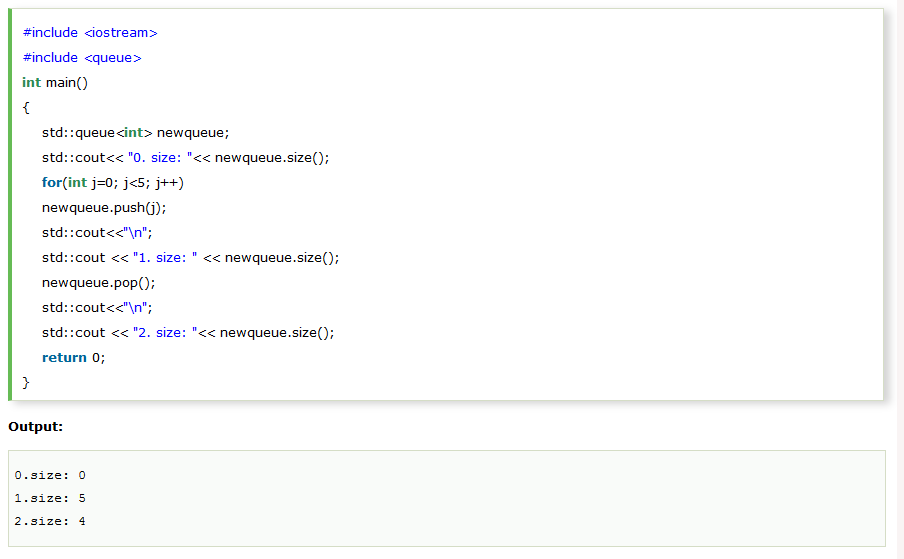 #include <iostream>
#include <queue>
int main()
{
std::queue<int> newqueue;
std::cout<< "0. size: "<< newqueue.size();
for(int j=0; j<5; j++)
newqueue.push(j);
std::cout<<"\n";
std::cout << "1. size: " << newqueue.size();
newqueue.pop();
std::cout<<"\n";
std::cout << "2. size: "<< newqueue.size();
return 0;
}
Output:
0.size: 0
1.size: 5
2.size: 4